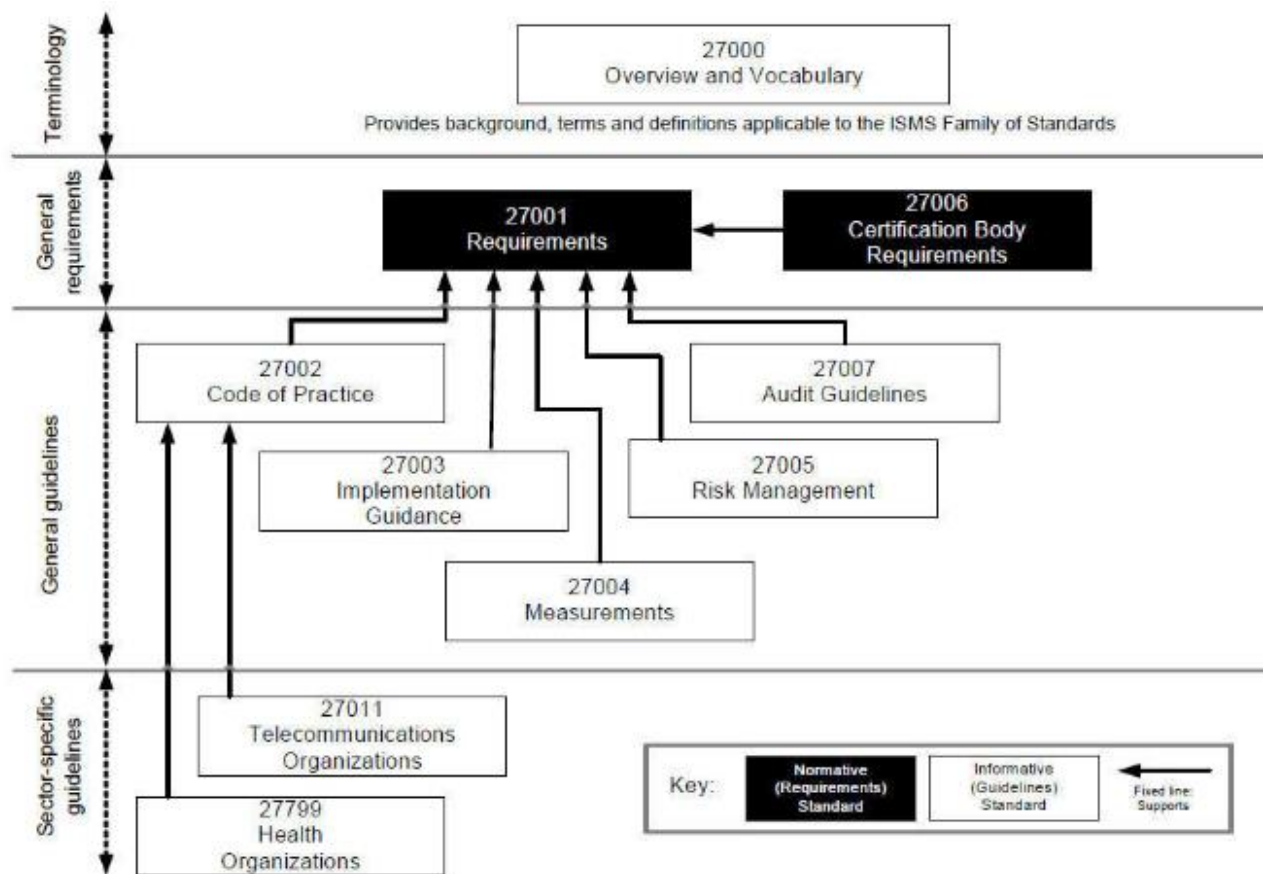 Terminology
27000
Overview and Vocabulary
Provides background, terms and definitions applicable to the ISMS Family of Standards
General
requirements
27001
Requirements
27006
Certification Body
Requirements
General guidelines
27002
Code of Practice
27007
Audit Guidelines
27003
Implementation
Guidance
27005
Risk Management
27004
Measurements
Sector-specific
guidelines
27011
Telecommunications
Organizations
27799
Health
Organizations
Key:
Normative
(Requirements)
Standard
Informative
(Guidelines)
Standard
Fixed line:
Supports